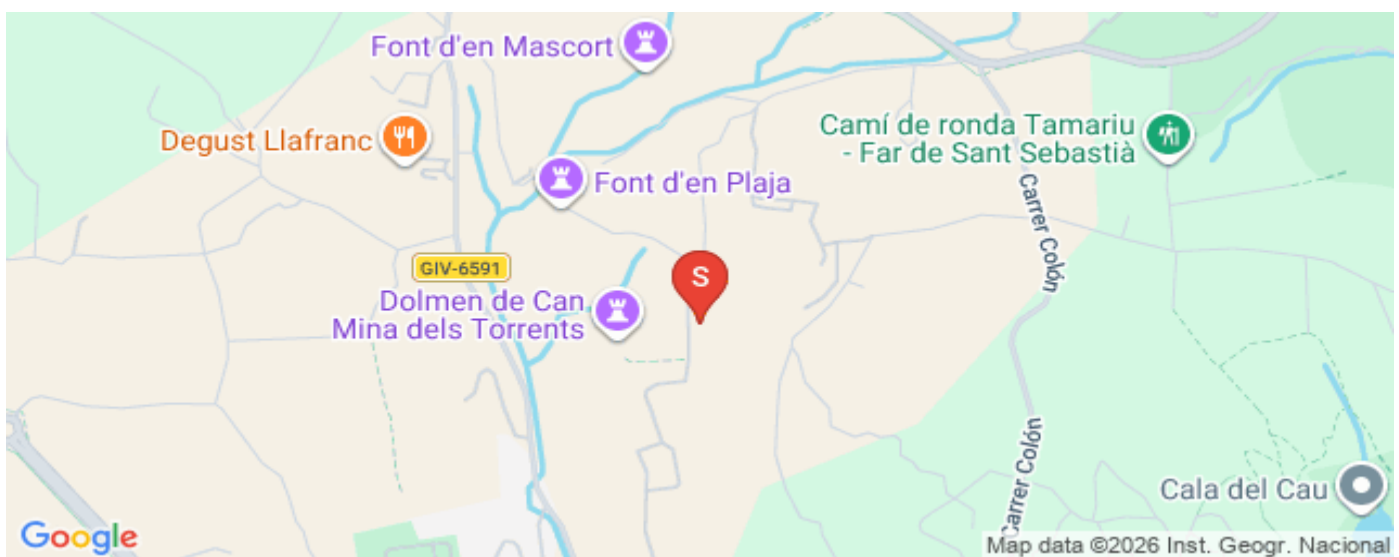 Font d'en Mascort
Degust Llafranc
Camí de ronda Tamariu
- Far de Sant Sebastià
Font d'en Plaja
Carrer Colón
GIV-6591
S
Dolmen de Can
Mina dels Torrents
Carrer Colón
Cala del Cau
Google
Map data ©2026 Inst. Geogr. Nacional